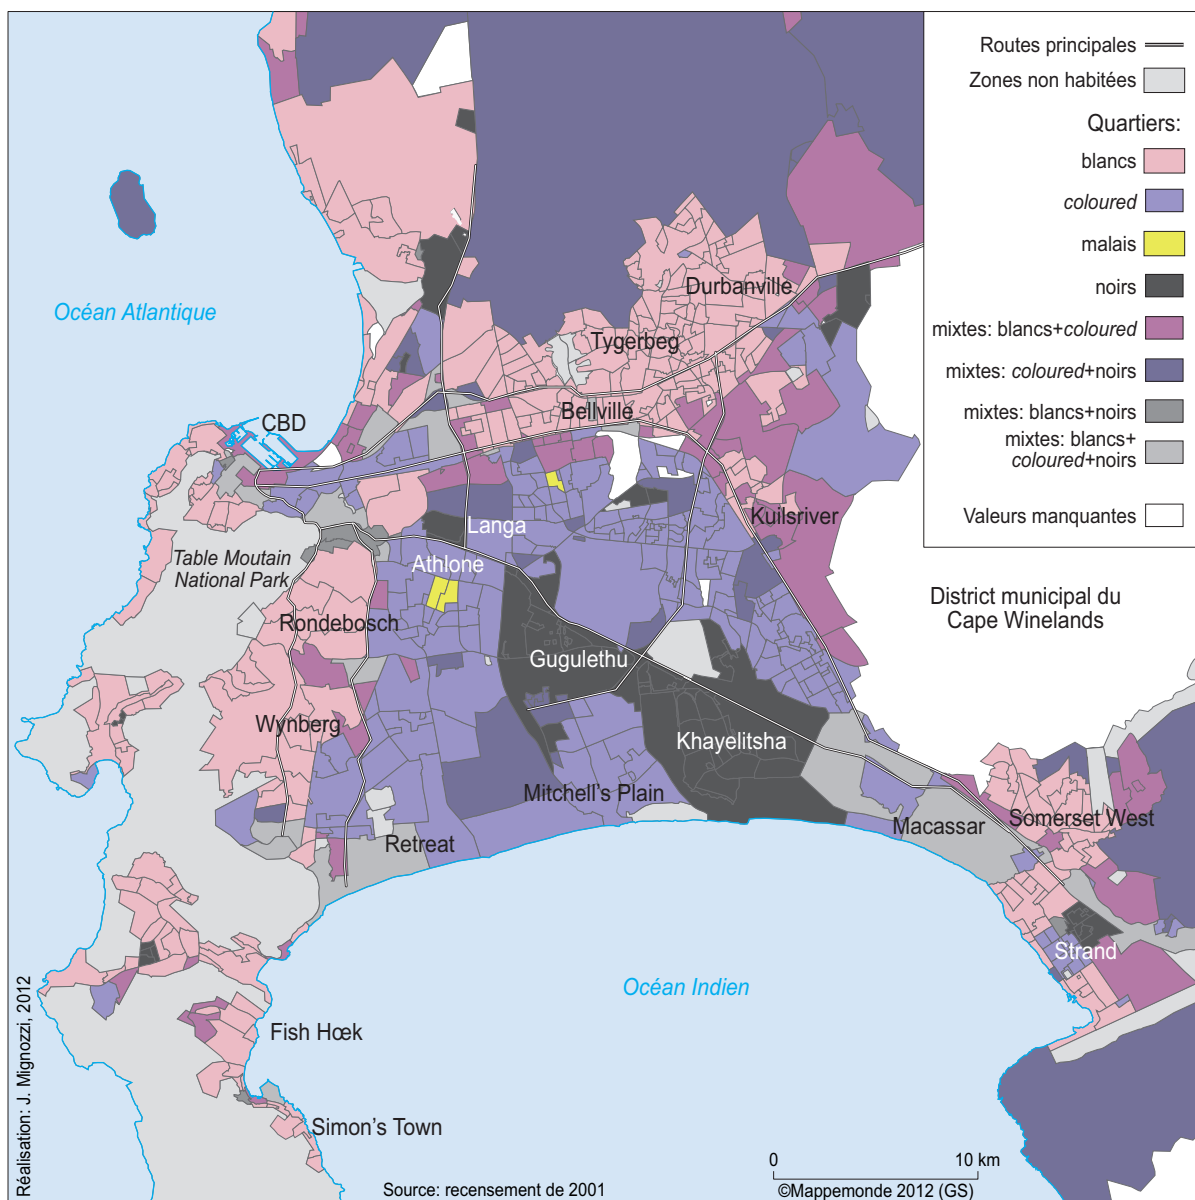 Routes principales
Zones non habitées
Quartiers:
blancs
coloured
malais
noirs
mixtes: blancs+coloured
mixtes: coloured+noirs
mixtes: blancs+noirs
mixtes: blancs+
coloured+noirs
Valeurs manquantes
Océan Atlantique
Durbanville
Tygerbeg
Bellville
CBD
Kuilsriver
Langa
Table Moutain
National Park
Athlone
District municipal du
Cape Winelands
Rondebosch
Gugulethu
Wynberg
Khayelitsha
Mitchell's Plain
Macassar
Somerset West
Retreat
Strand
Océan Indien
Fish Hœk
Simon's Town
Réalisation: J. Mignozzi, 2012
Source: recensement de 2001
0 10 km
©Mappemonde 2012 (GS)